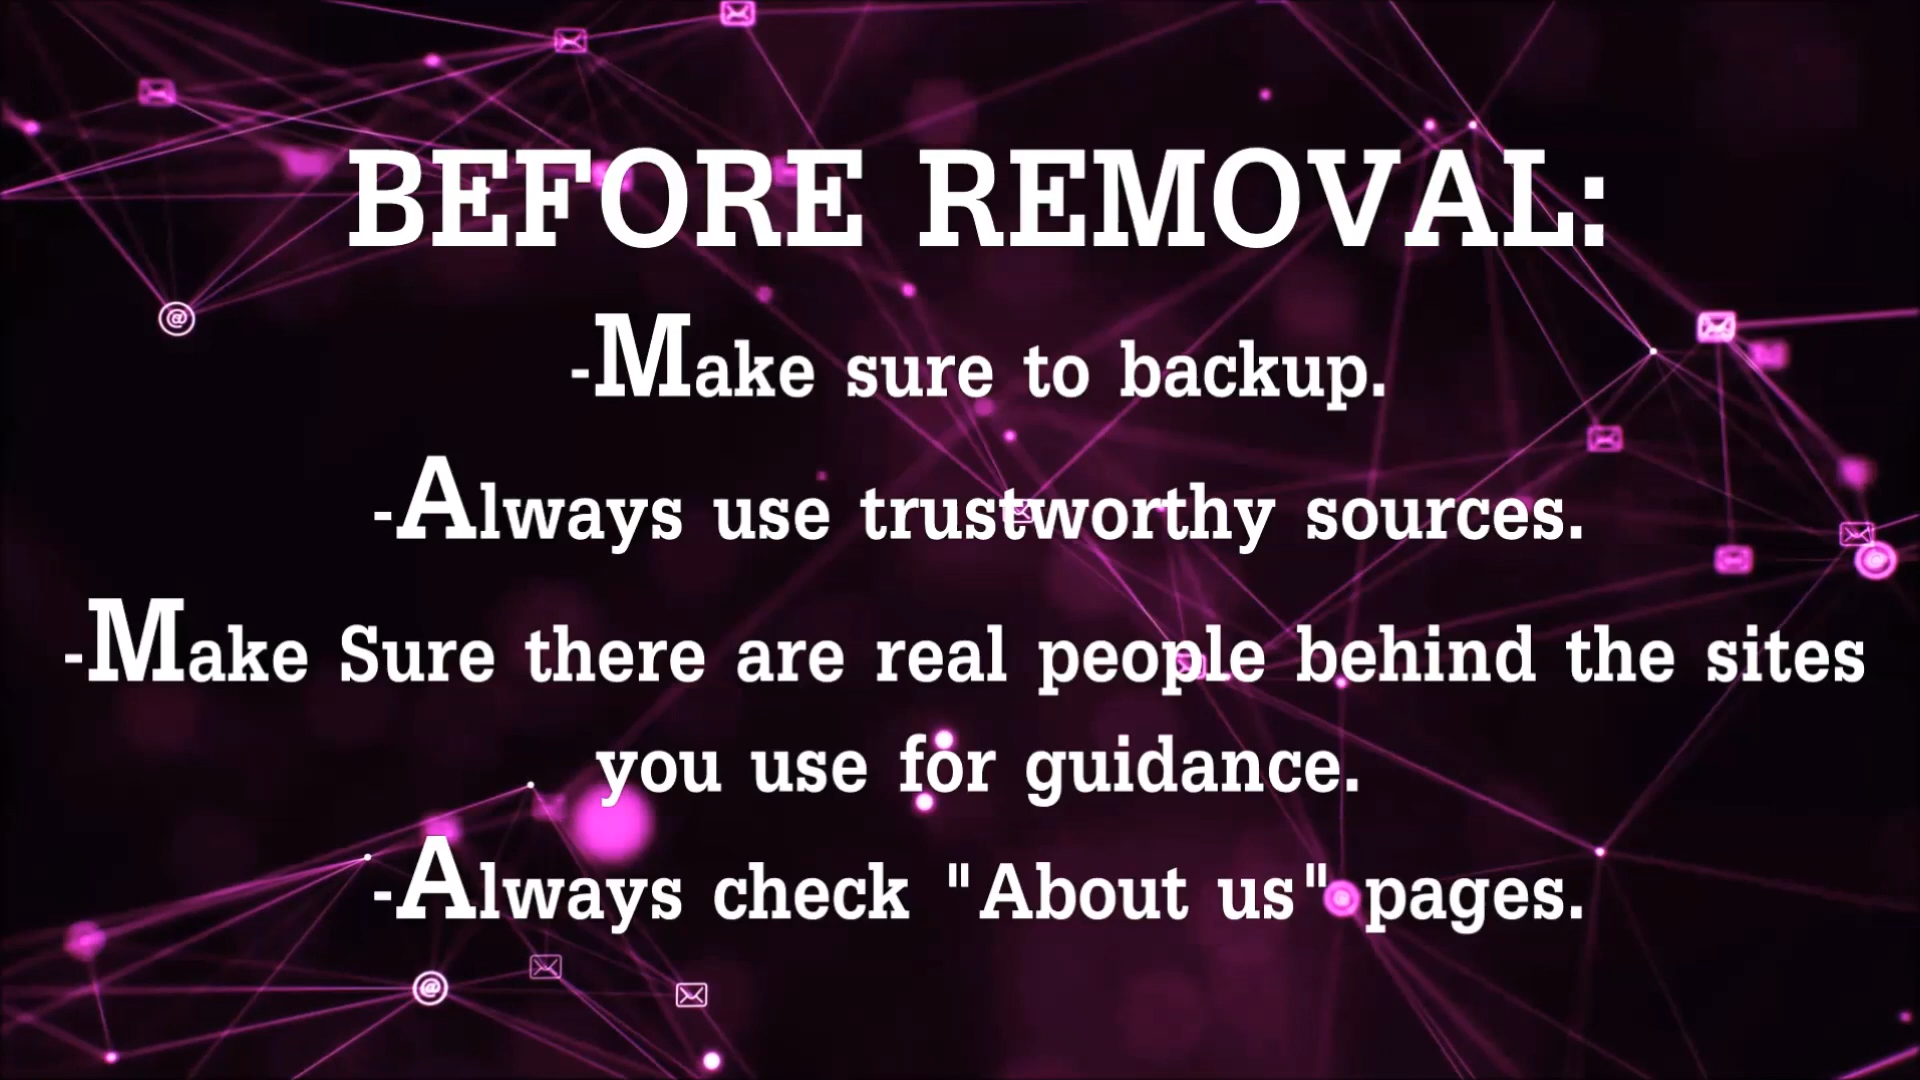 BEFORE REMOVAL:
-Make sure to backup.
-Always use trustworthy sources.
-Make Sure there are real people behind the sites
you use for guidance.
-Always check "About us" pages.